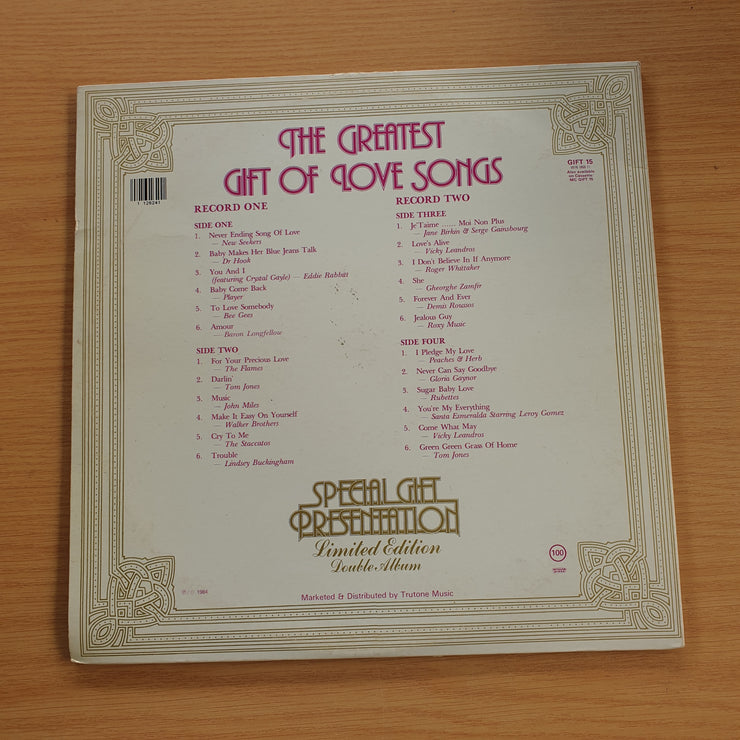 THE GREATEST
GIFT OF LOVE SONGS
GIFT 15
Also available
on Cassette
MC GIFT 15
126241
RECORD ONE
SIDE ONE
1. Never Ending Song Of Love
— New Seekers
2. Baby Makes Her Blue Jeans Talk
— Dr Hook
3. You And I
(featuring Crystal Gayle) — Eddie Rabbitt
4. Baby Come Back
— Player
5. To Love Somebody
— Bee Gees
6. Amour
— Baron Longfellow
SIDE TWO
1. For Your Precious Love
— The Flames
2. Darlin'
— Tom Jones
3. Music
— John Miles
4. Make It Easy On Yourself
— Walker Brothers
5. Cry To Me
— The Staccatos
6. Trouble
— Lindsey Buckingham
RECORD TWO
SIDE THREE
1. Je'Taime ...... Moi Non Plus
— Jane Birkin & Serge Gainsbourg
2. Love's Alive
— Vicky Leandros
3. I Don't Believe In If Anymore
— Roger Whittaker
4. She
— Gheorghe Zamfir
5. Forever And Ever
— Demis Roussos
6. Jealous Guy
— Roxy Music
SIDE FOUR
1. I Pledge My Love
— Peaches & Herb
2. Never Can Say Goodbye
— Gloria Gaynor
3. Sugar Baby Love
— Rubettes
4. You're My Everything
— Santa Esmeralda Starring Leroy Gomez
5. Come What May
— Vicky Leandros
6. Green Green Grass Of Home
— Tom Jones
SPECIAL GIFT
PRESENTATION
Limited Edition
Double Album
100
℗ / © 1984
Marketed & Distributed by Trutone Music